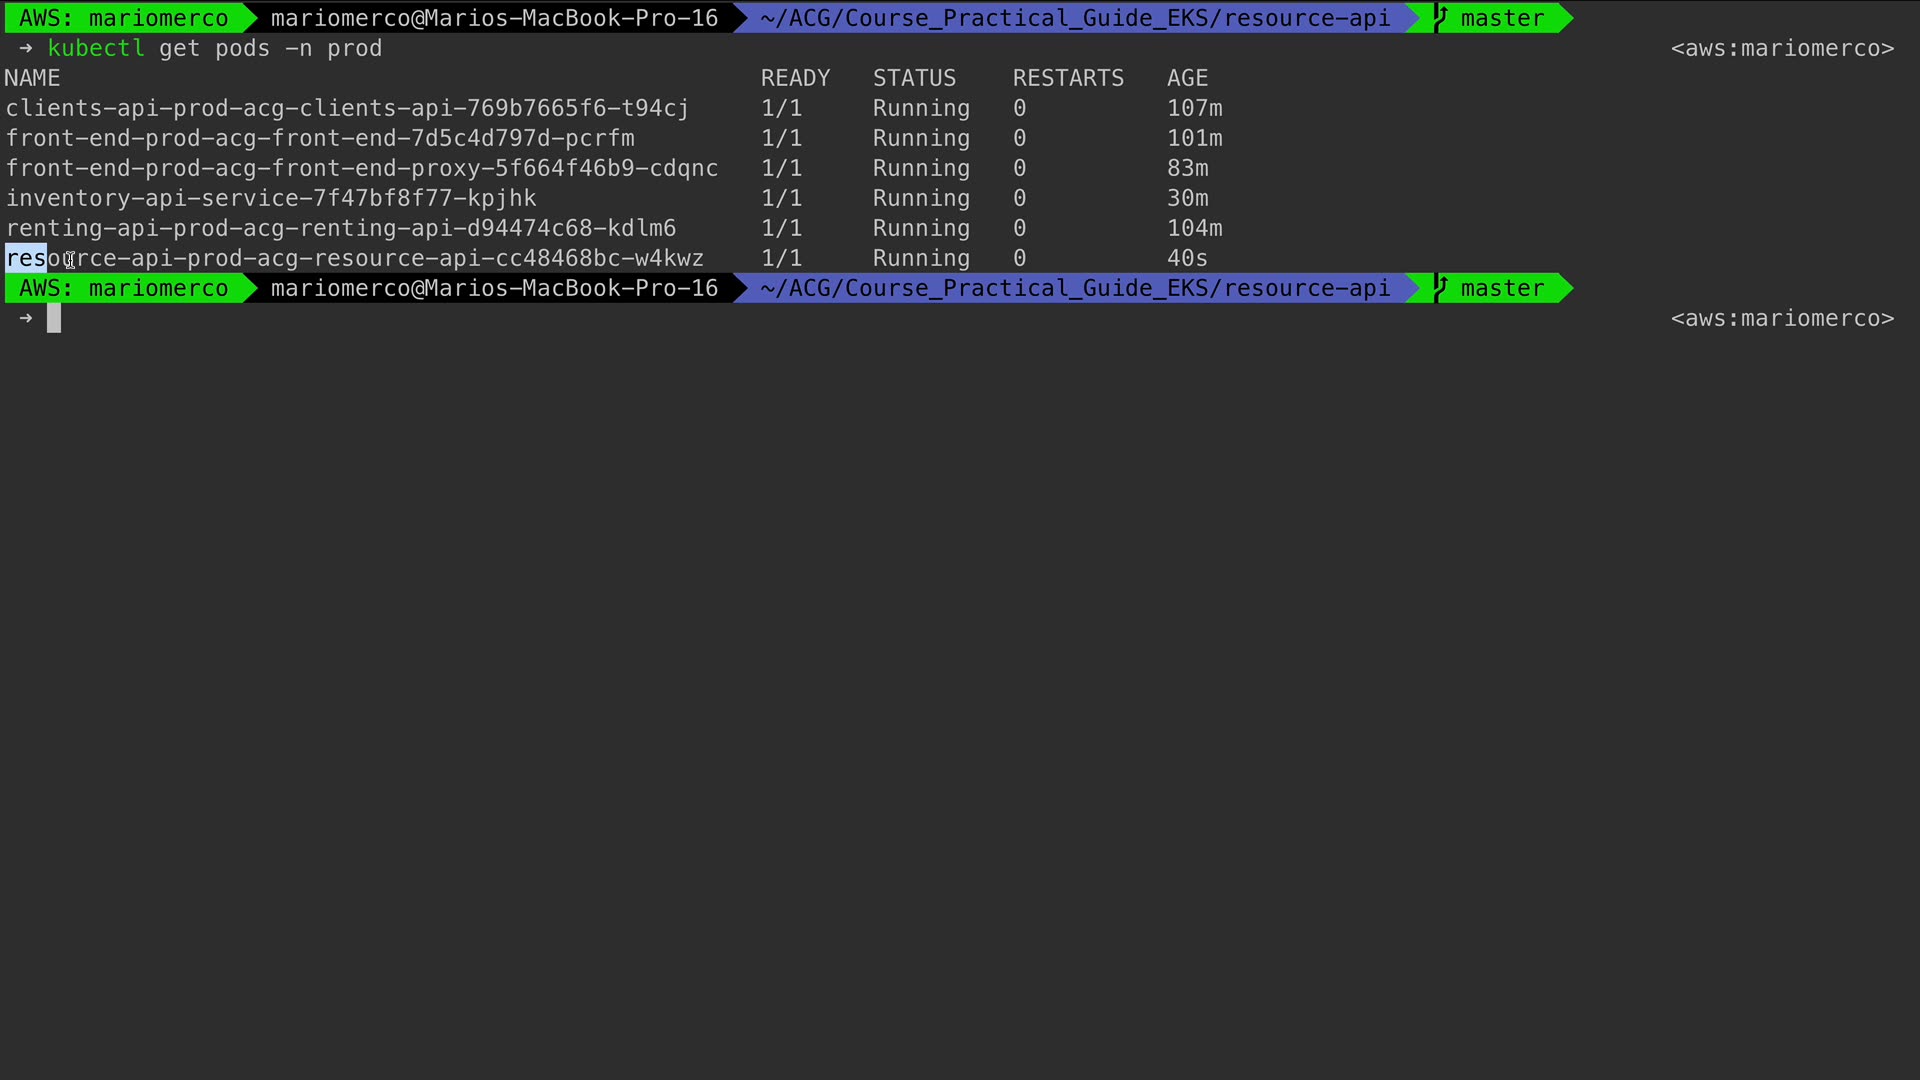 AWS: mariomerco mariomerco@Marios-MacBook-Pro-16 ~/ACG/Course_Practical_Guide_EKS/resource-api master
→ kubectl get pods -n prod <aws:mariomerco>
NAME READY STATUS RESTARTS AGE
clients-api-prod-acg-clients-api-769b7665f6-t94cj 1/1 Running 0 107m
front-end-prod-acg-front-end-7d5c4d797d-pcrfm 1/1 Running 0 101m
front-end-prod-acg-front-end-proxy-5f664f46b9-cdqnc 1/1 Running 0 83m
inventory-api-service-7f47bf8f77-kpjhk 1/1 Running 0 30m
renting-api-prod-acg-renting-api-d94474c68-kdlm6 1/1 Running 0 104m
resource-api-prod-acg-resource-api-cc48468bc-w4kwz 1/1 Running 0 40s
AWS: mariomerco mariomerco@Marios-MacBook-Pro-16 ~/ACG/Course_Practical_Guide_EKS/resource-api master
→ <aws:mariomerco>